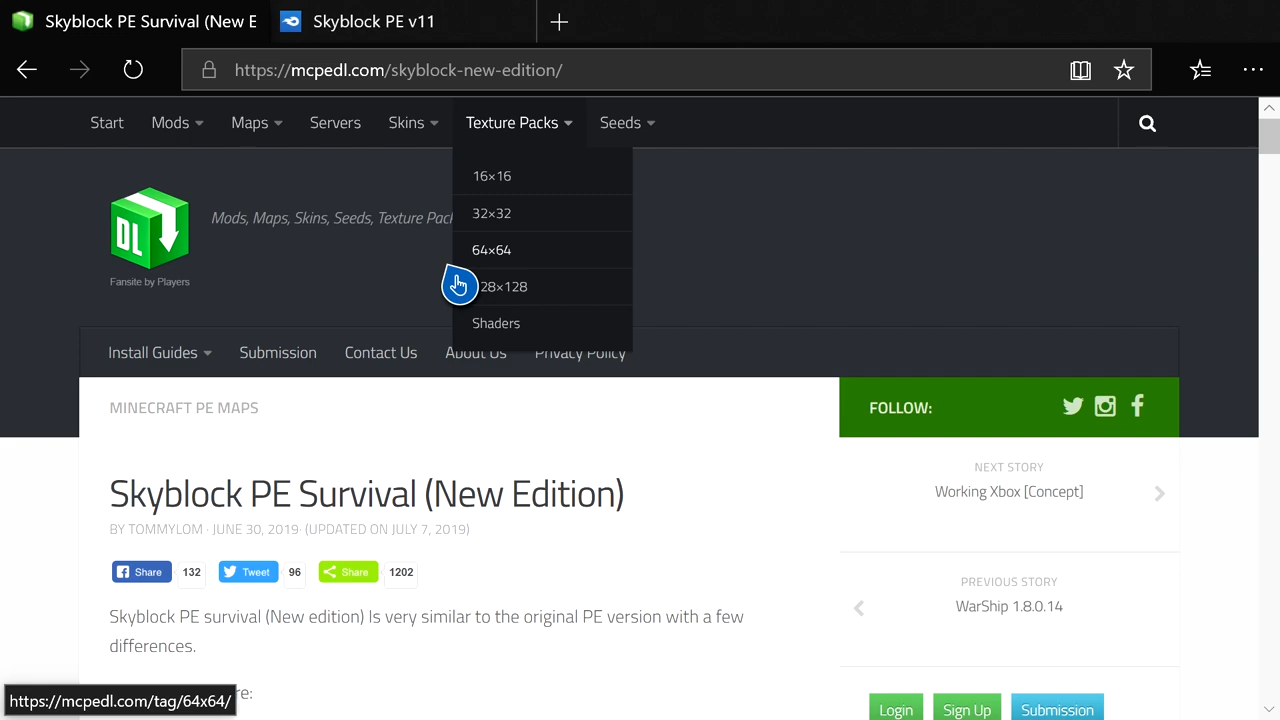 Skyblock PE Survival (New E
Skyblock PE v11
https://mcpedl.com/skyblock-new-edition/
Start Mods Maps Servers Skins Texture Packs Seeds
16×16
32×32
64×64
28×128
Shaders
DL
Mods, Maps, Skins, Seeds, Texture Pack
Fansite by Players
Install Guides Submission Contact Us About Us Privacy Policy
MINECRAFT PE MAPS
FOLLOW:
Skyblock PE Survival (New Edition)
BY TOMMYLOM · JUNE 30, 2019· (UPDATED ON JULY 7, 2019)
Share 132 Tweet 96 Share 1202
Skyblock PE survival (New edition) Is very similar to the original PE version with a few
differences.
re:
NEXT STORY
Working Xbox [Concept]
PREVIOUS STORY
WarShip 1.8.0.14
Login Sign Up Submission
https://mcpedl.com/tag/64x64/